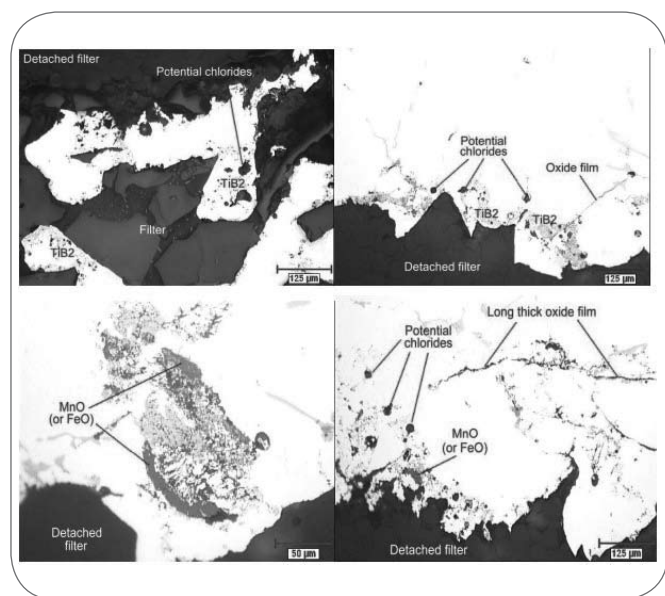 Detached filter
Potential chlorides
TiB2
Filter
TiB2
125 µm
Potential
chlorides
Oxide film
TiB2
TiB2
Detached filter
125 µm
MnO
(or FeO)
Detached
filter
50 µm
Long thick oxide film
Potential
chlorides
MnO
(or FeO)
Detached filter
125 µm